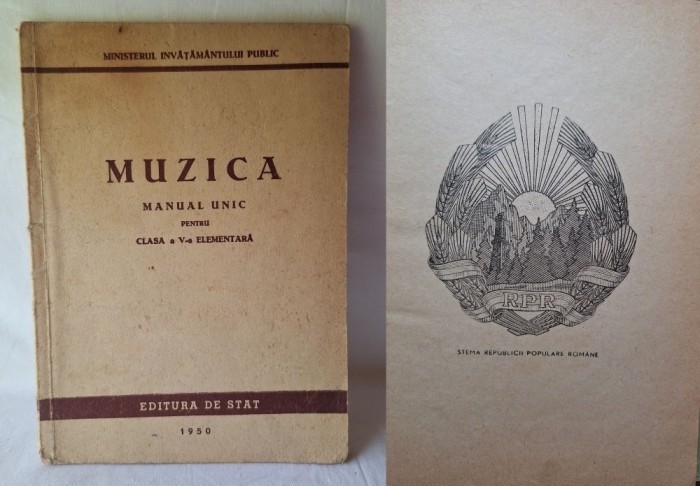 MINISTERUL INVĂȚĂMÂNTULUI PUBLIC
MUZICA
MANUAL UNIC
PENTRU
CLASA a V-a ELEMENTARĂ
EDITURA DE STAT
1950
RPR
STEMA REPUBLICII POPULARE ROMÂNE